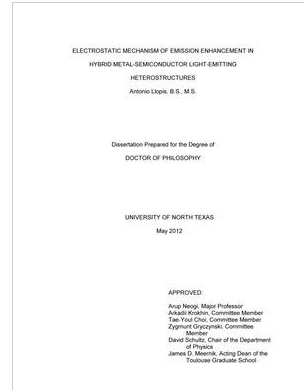 ELECTROSTATIC MECHANISM OF EMISSION ENHANCEMENT IN
HYBRID METAL-SEMICONDUCTOR LIGHT-EMITTING
HETEROSTRUCTURES
Antonio Llopis, B.S., M.S.
Dissertation Prepared for the Degree of
DOCTOR OF PHILOSOPHY
UNIVERSITY OF NORTH TEXAS
May 2012
APPROVED:
Arup Neogi, Major Professor
Arkadii Krokhin, Committee Member
Tae-Youl Choi, Committee Member
Zygmunt Gryczynski, Committee
Member
David Schultz, Chair of the Department
of Physics
James D. Meernik, Acting Dean of the
Toulouse Graduate School